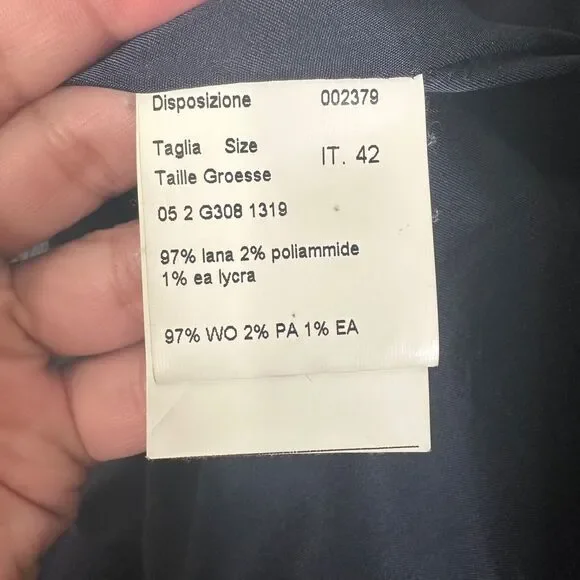 Disposizione 002379
Taglia Size IT. 42
Taille Groesse
05 2 G308 1319
97% lana 2% poliammide
1% ea lycra
97% WO 2% PA 1% EA